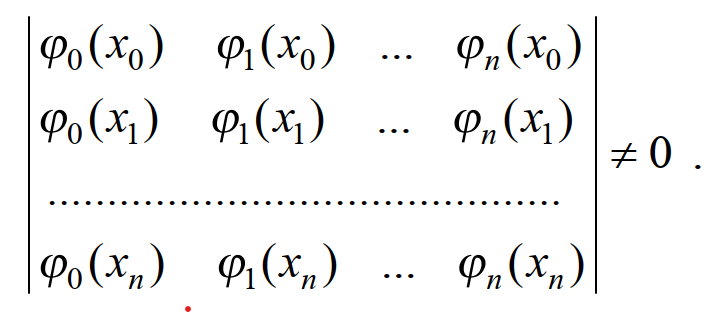 φ₀(x₀) φ₁(x₀) ... φₙ(x₀)
φ₀(x₁) φ₁(x₁) ... φₙ(x₁)
≠ 0 .
..........................................
φ₀(xₙ) φ₁(xₙ) ... φₙ(xₙ)